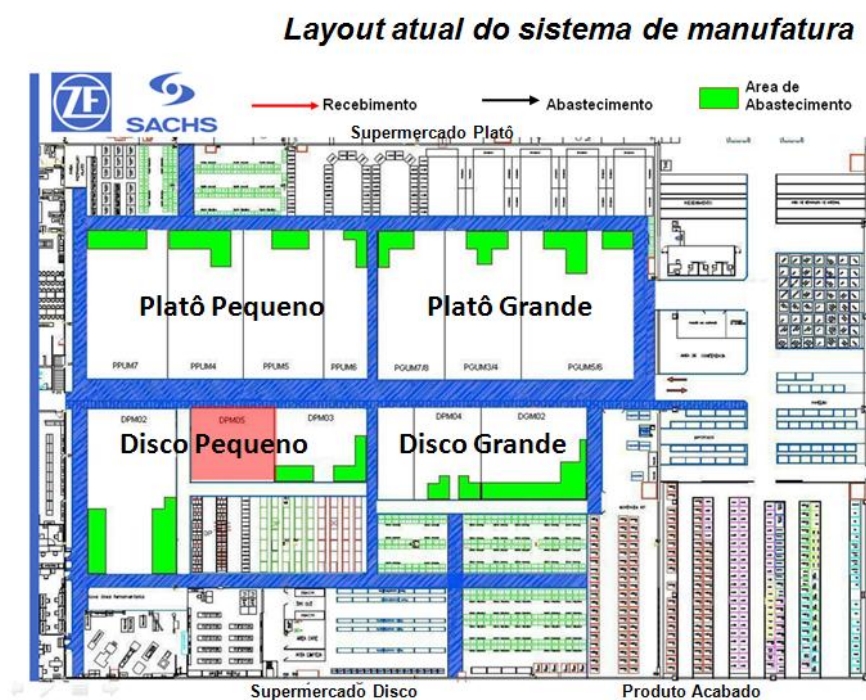 Layout atual do sistema de manufatura
ZF
SACHS
Recebimento
Abastecimento
Area de
Abastecimento
Supermercado Platô
Platô Pequeno
Platô Grande
PPUM7
PPUM4
PPUM5
PPUM6
PGUM7/8
PGUM3/4
PGUM5/6
DPM02
DPM05
DPM03
DPM04
DGM02
Disco Pequeno
Disco Grande
Supermercado Disco
Produto Acabado